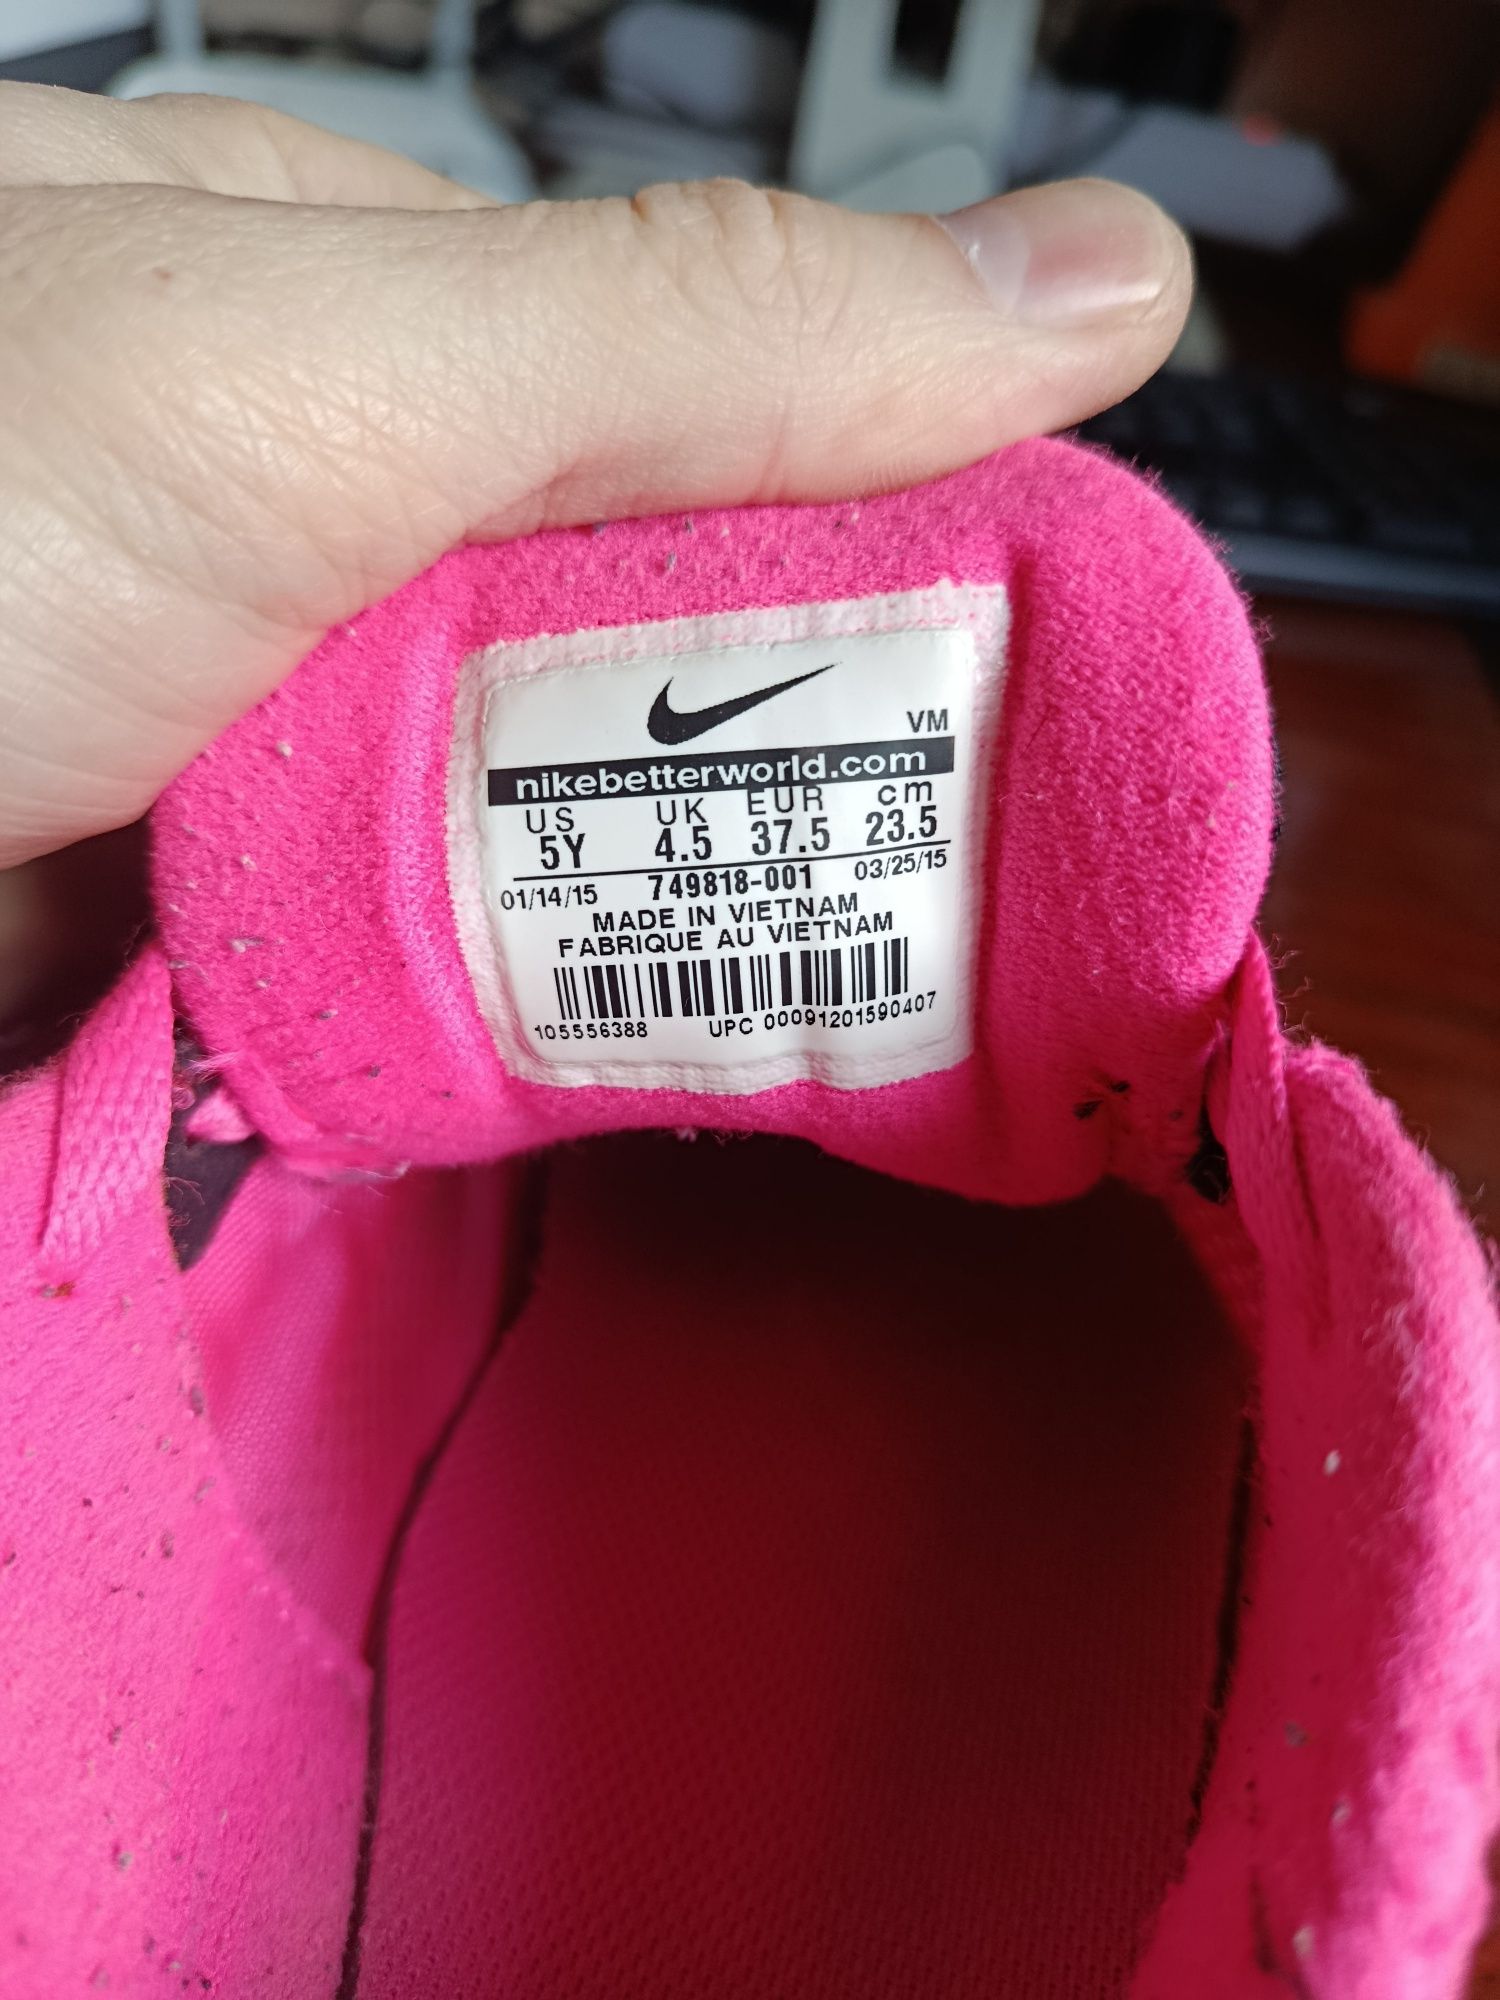 VM
nikebetterworld.com
US UK EUR cm
5Y 4.5 37.5 23.5
01/14/15 749818-001 03/25/15
MADE IN VIETNAM
FABRIQUE AU VIETNAM
105556388 UPC 00091201590407